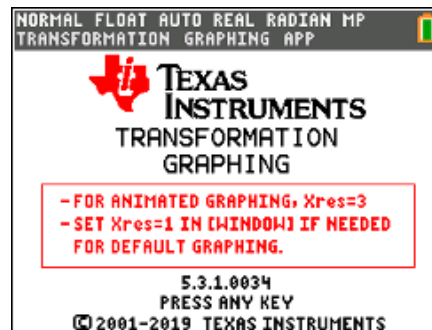 NORMAL FLOAT AUTO REAL RADIAN MP
TRANSFORMATION GRAPHING APP
TEXAS
INSTRUMENTS
TRANSFORMATION
GRAPHING
-FOR ANIMATED GRAPHING, Xres=3
-SET Xres=1 IN [WINDOW] IF NEEDED
FOR DEFAULT GRAPHING.
5.3.1.0034
PRESS ANY KEY
©2001-2019 TEXAS INSTRUMENTS